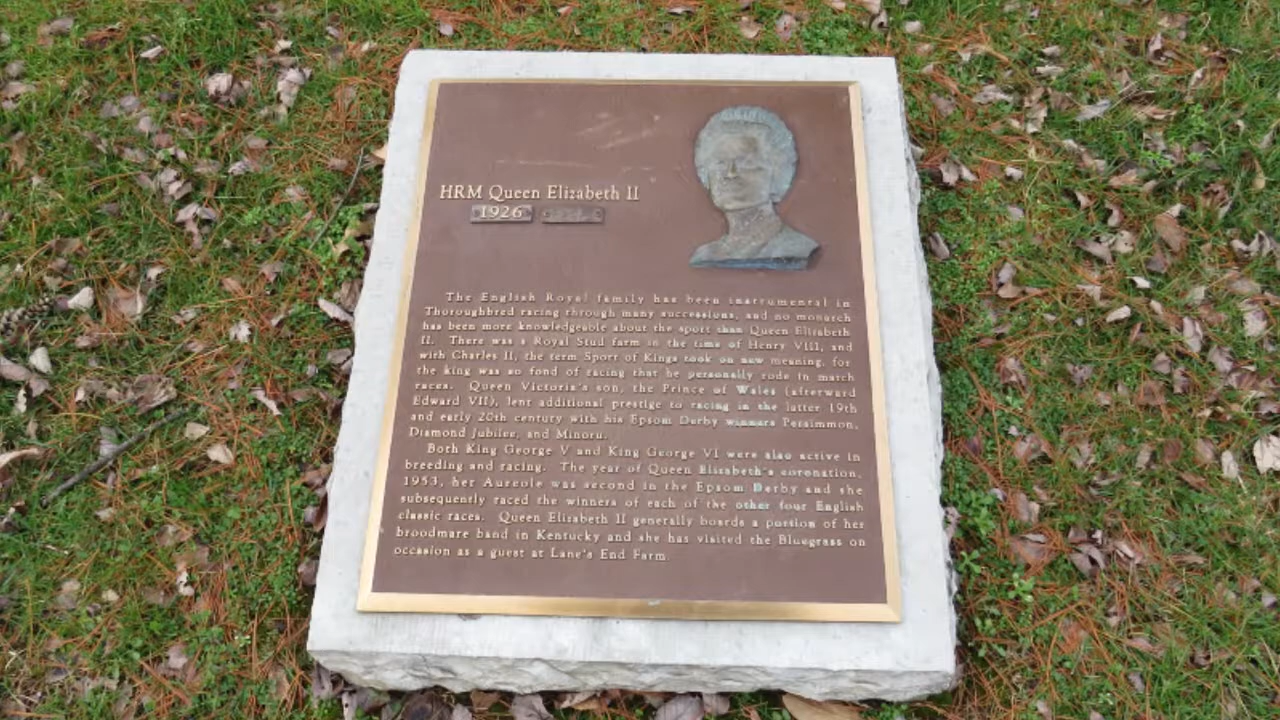 HRM Queen Elizabeth II
1926
The English Royal family has been instrumental in
Thoroughbred racing through many successions, and no monarch
has been more knowledgeable about the sport than Queen Elizabeth
II. There was a Royal Stud farm in the time of Henry VIII, and
with Charles II, the term Sport of Kings took on new meaning, for
the king was so fond of racing that he personally rode in match
races. Queen Victoria's son, the Prince of Wales (afterward
Edward VII), lent additional prestige to racing in the latter 19th
and early 20th century with his Epsom Derby winners Persimmon,
Diamond Jubilee, and Minoru.
Both King George V and King George VI were also active in
breeding and racing. The year of Queen Elizabeth's coronation,
1953, her Aureole was second in the Epsom Derby and she
subsequently raced the winners of each of the other four English
classic races. Queen Elizabeth II generally boards a portion of her
broodmare band in Kentucky and she has visited the Bluegrass on
occasion as a guest at Lane's End Farm.